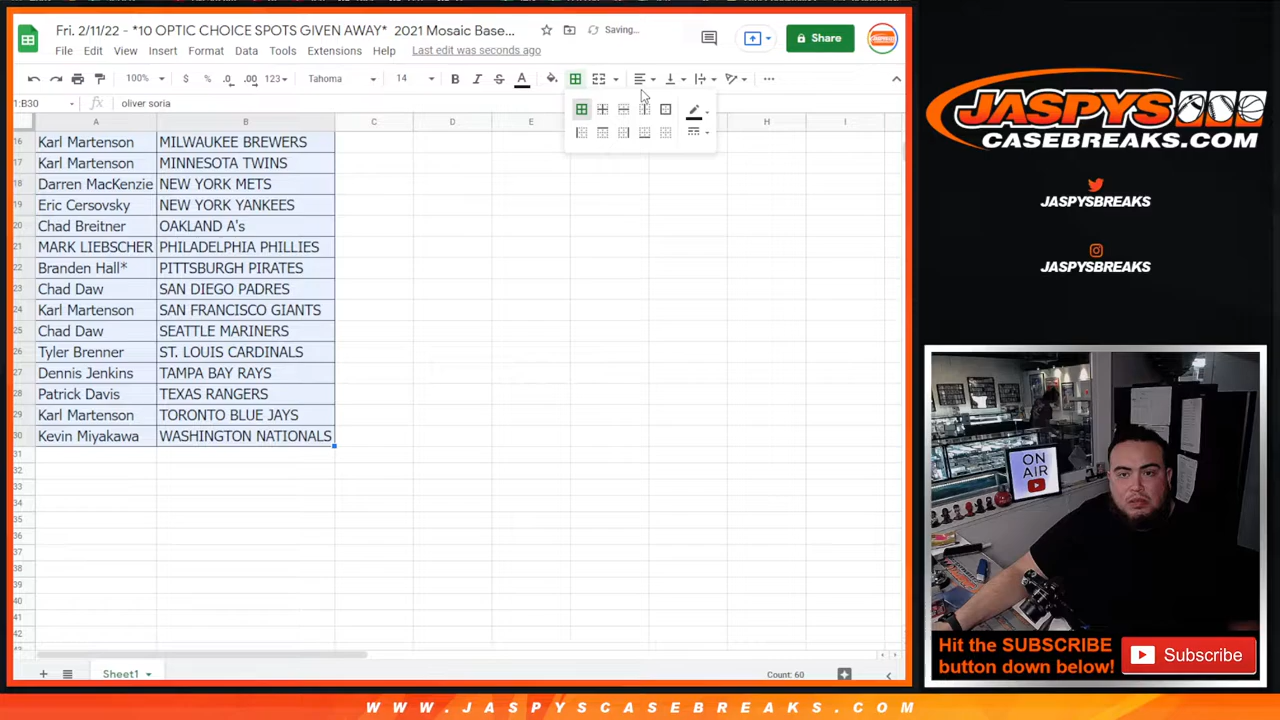 Fri. 2/11/22 - *10 OPTIC CHOICE SPOTS GIVEN AWAY* 2021 Mosaic Base...
Saving...
File Edit View Insert Format Data Tools Extensions Help Last edit was seconds ago
Share
100% $ % .0 .00 123 Tahoma 14 B I S A
1:B30 fx oliver soria
A B C D E F G H I
16 Karl Martenson MILWAUKEE BREWERS
17 Karl Martenson MINNESOTA TWINS
18 Darren MacKenzie NEW YORK METS
19 Eric Cersovsky NEW YORK YANKEES
20 Chad Breitner OAKLAND A's
21 MARK LIEBSCHER PHILADELPHIA PHILLIES
22 Branden Hall* PITTSBURGH PIRATES
23 Chad Daw SAN DIEGO PADRES
24 Karl Martenson SAN FRANCISCO GIANTS
25 Chad Daw SEATTLE MARINERS
26 Tyler Brenner ST. LOUIS CARDINALS
27 Dennis Jenkins TAMPA BAY RAYS
28 Patrick Davis TEXAS RANGERS
29 Karl Martenson TORONTO BLUE JAYS
30 Kevin Miyakawa WASHINGTON NATIONALS
31
32
33
34
35
36
37
38
39
40
41
42
Sheet1
Count: 60
JASPYS
CASEBREAKS.COM
JASPYSBREAKS
JASPYSBREAKS
ON
AIR
Hit the SUBSCRIBE
button down below!
Subscribe
WWW.JASPYSCASEBREAKS.COM